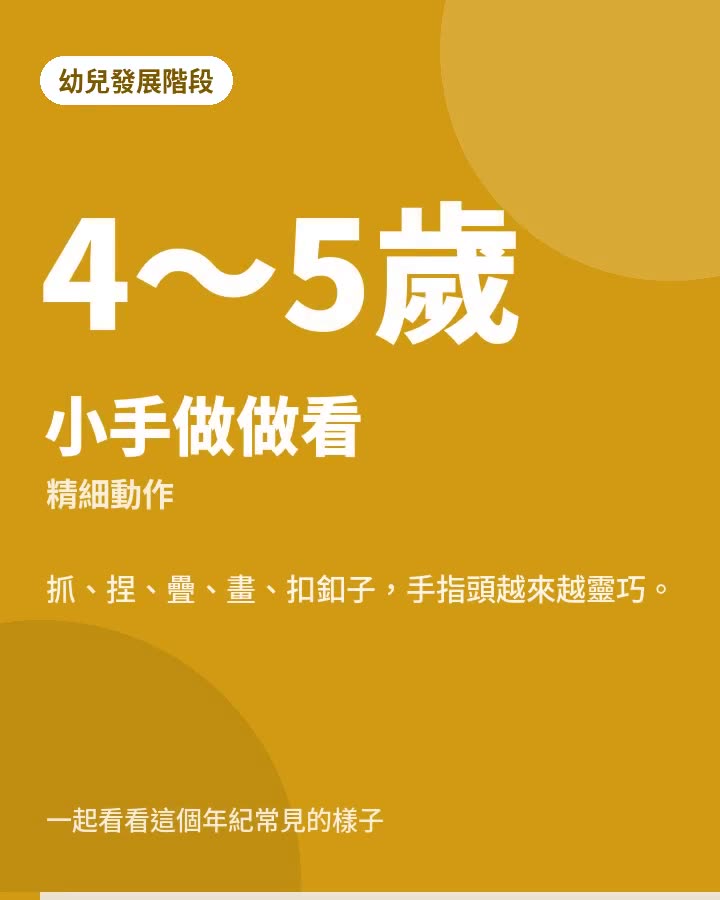 幼兒發展階段
4～5歲
小手做做看
精細動作
抓、捏、疊、畫、扣釦子，手指頭越來越靈巧。
一起看看這個年紀常見的樣子